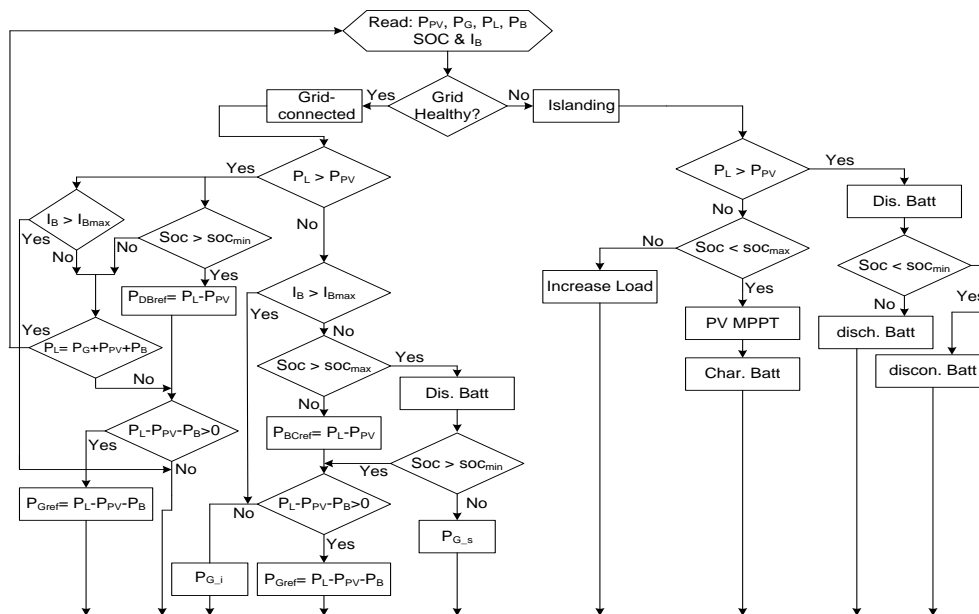 Read: P_PV, P_G, P_L, P_B
SOC & I_B
Grid-
connected
Yes
Grid
Healthy?
No
Islanding
Yes
P_L > P_PV
P_L > P_PV
Yes
I_B > I_Bmax
Dis. Batt
No
No
Yes
No
Soc > soc_min
No
Soc < soc_max
No
Yes
Soc < soc_min
P_DBref= P_L-P_PV
I_B > I_Bmax
Increase Load
Yes
Yes
Yes
Yes
P_L= P_G+P_PV+P_B
No
PV MPPT
No
disch. Batt
Soc > soc_max
Yes
Char. Batt
discon. Batt
No
Dis. Batt
No
P_L-P_PV-P_B>0
P_BCref= P_L-P_PV
Yes
No
Yes
Soc > soc_min
P_Gref= P_L-P_PV-P_B
P_L-P_PV-P_B>0
No
No
P_G_s
Yes
P_G_i
P_Gref= P_L-P_PV-P_B